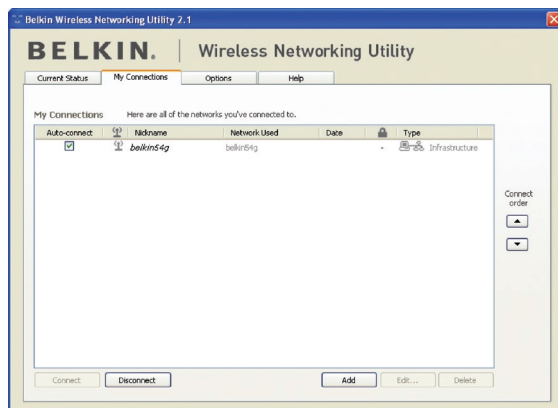 Belkin Wireless Networking Utility 2.1
BELKIN. | Wireless Networking Utility
Current Status My Connections Options Help
My Connections Here are all of the networks you've connected to.
Auto-connect Nickname Network Used Date Type
belkin54g belkin54g - Infrastructure
Connect
order
Connect Disconnect Add Edit... Delete